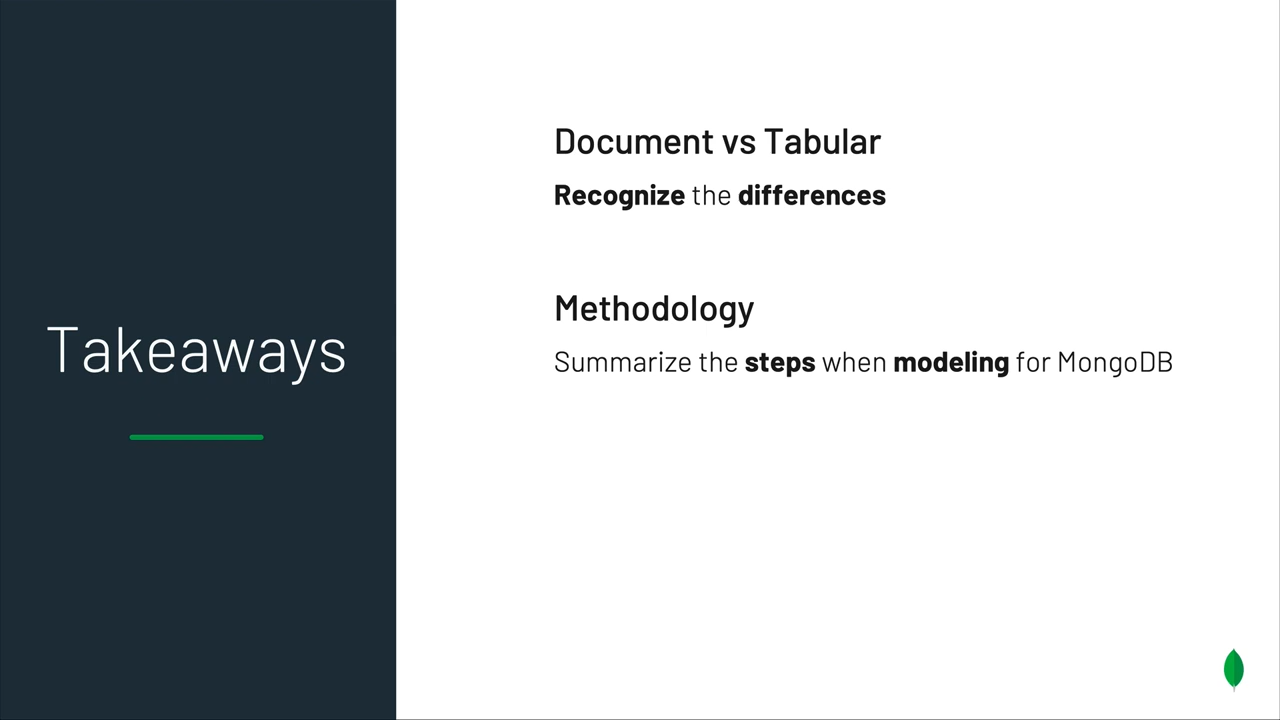 Takeaways
Document vs Tabular
Recognize the differences
Methodology
Summarize the steps when modeling for MongoDB